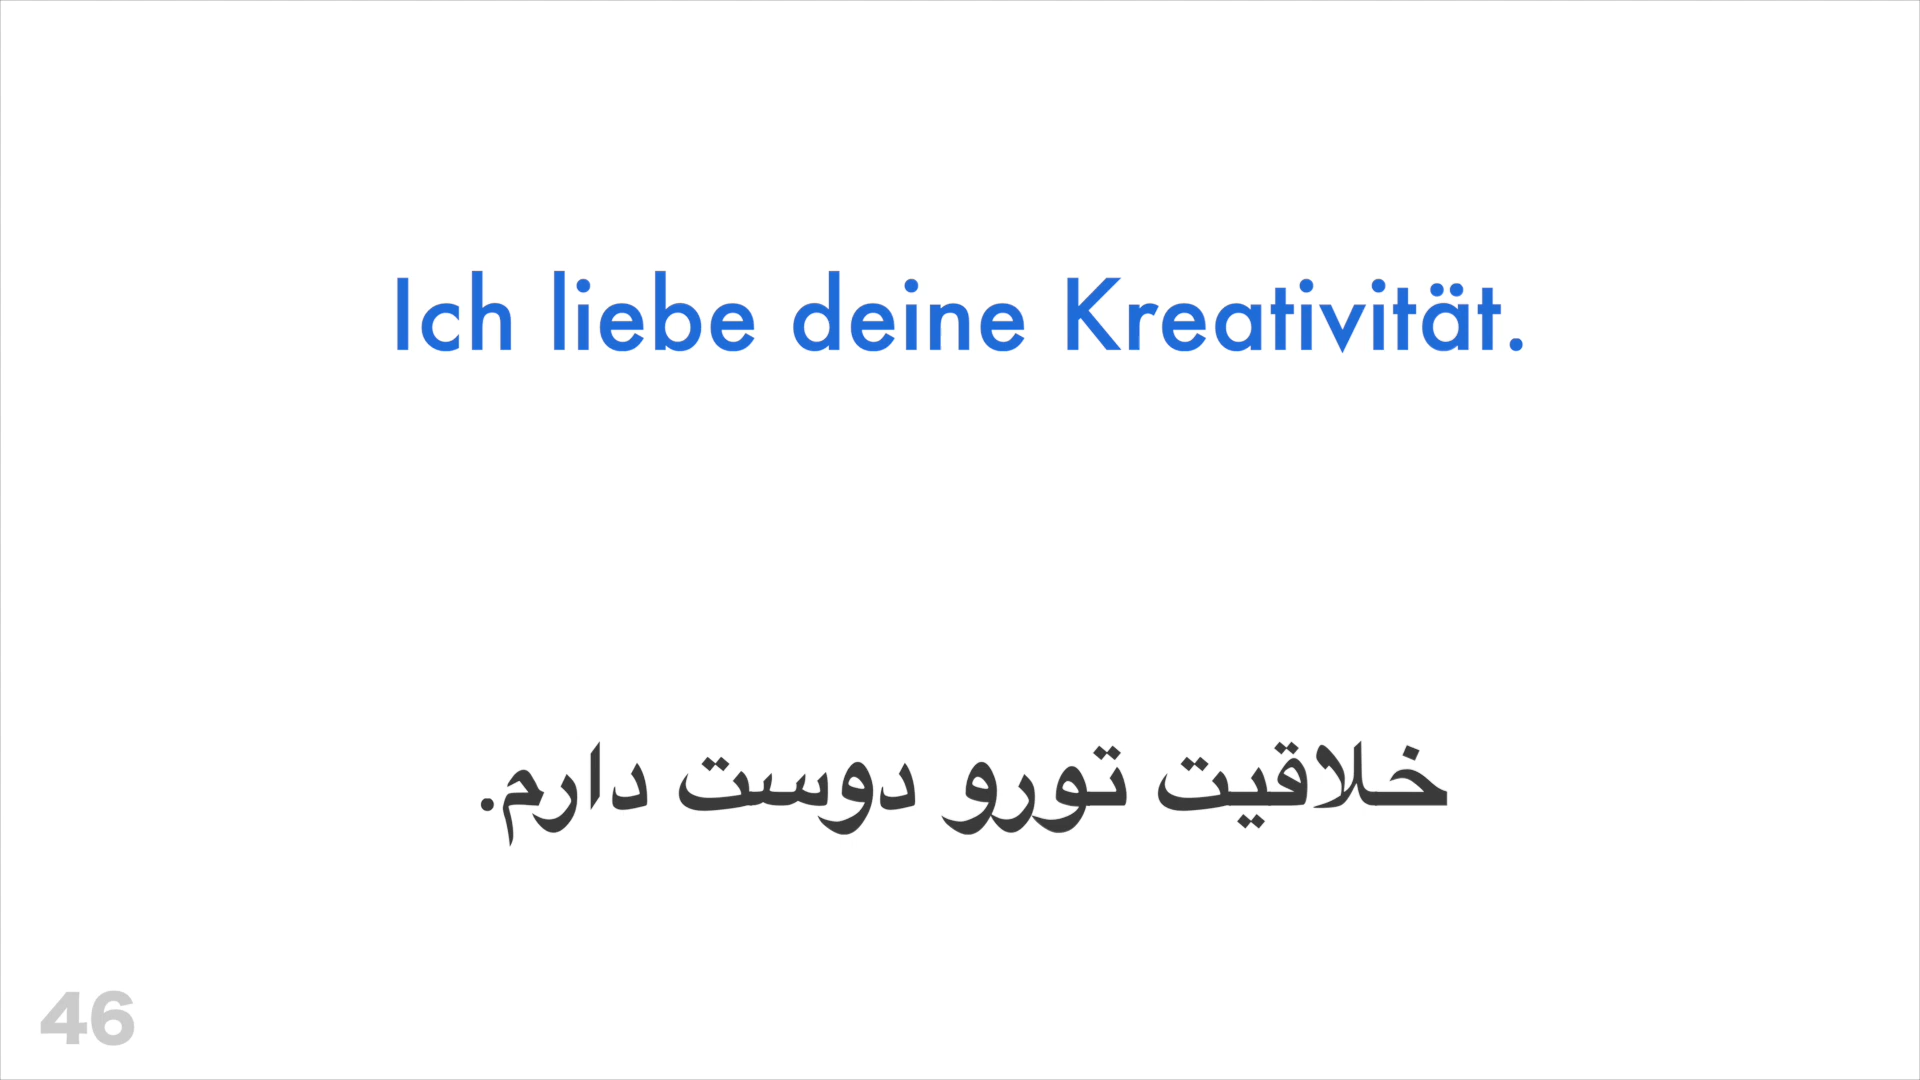 Ich liebe deine Kreativität.
خلاقیت تورو دوست دارم.
46